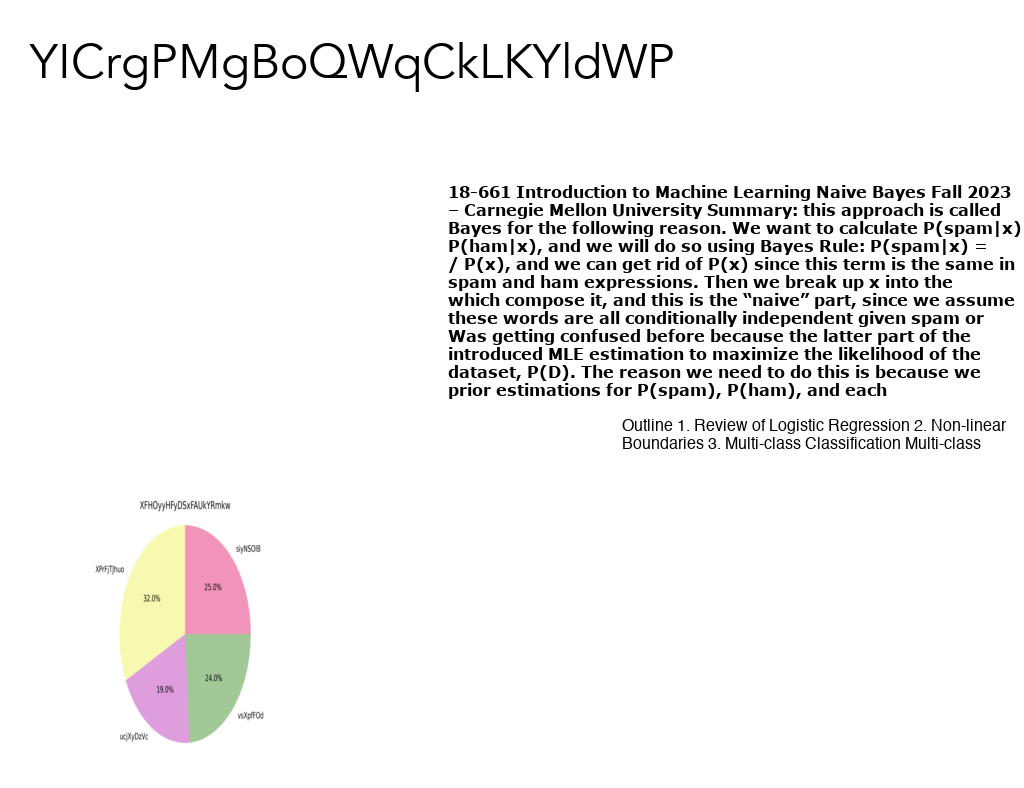 YlCrgPMgBoQWqCkLKYldWP
18-661 Introduction to Machine Learning Naive Bayes Fall 2023
– Carnegie Mellon University Summary: this approach is called
Bayes for the following reason. We want to calculate P(spam|x)
P(ham|x), and we will do so using Bayes Rule: P(spam|x) =
/ P(x), and we can get rid of P(x) since this term is the same in
spam and ham expressions. Then we break up x into the
which compose it, and this is the “naive” part, since we assume
these words are all conditionally independent given spam or
Was getting confused before because the latter part of the
introduced MLE estimation to maximize the likelihood of the
dataset, P(D). The reason we need to do this is because we
prior estimations for P(spam), P(ham), and each
Outline 1. Review of Logistic Regression 2. Non-linear
Boundaries 3. Multi-class Classification Multi-class
XFHOyyHFyDSxFAUkYRmkw
siyNSOIB
XPrFjTJhuo
25.0%
32.0%
24.0%
19.0%
vsXpfFOd
ucjXyDzVc